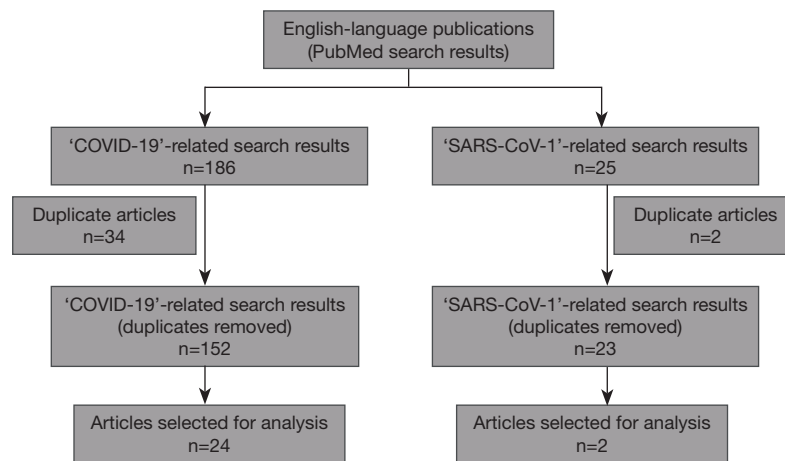 English-language publications
(PubMed search results)
‘COVID-19’-related search results
n=186
‘SARS-CoV-1’-related search results
n=25
Duplicate articles
n=34
Duplicate articles
n=2
‘COVID-19’-related search results
(duplicates removed)
n=152
‘SARS-CoV-1’-related search results
(duplicates removed)
n=23
Articles selected for analysis
n=24
Articles selected for analysis
n=2